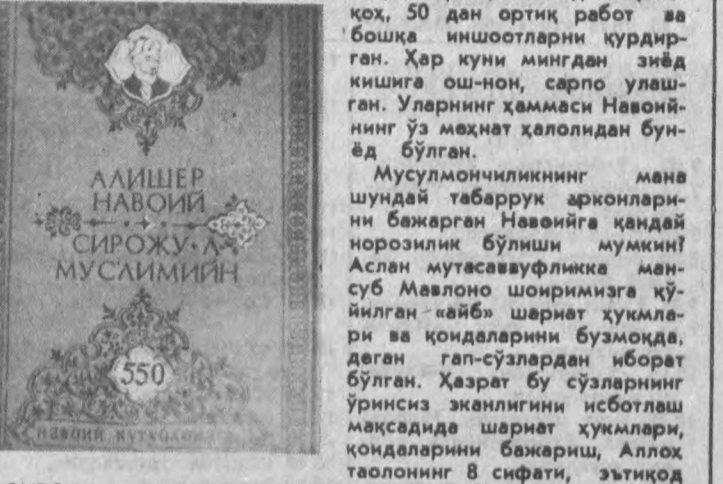 АЛИШЕР
НАВОИЙ
СИРОЖУ-Л
МУСЛИМИЙН
550
НАВОИЙ
қоҳ, 50 дан ортиқ работ ва
бошқа иншоотларни қурдир-
ган. Ҳар куни мингдан зиёд
кишига ош-нон, сарпо улаш-
ган. Уларнинг ҳаммаси Навоий-
нинг ўз меҳнат ҳалолидан бун-
ёд бўлган.
Мусулмончиликнинг мана
шундай табаррук арконлари-
ни бажарган Навоийга қандай
норозилик бўлиши мумкин?
Аслан мутасаввуфликка ман-
суб Мавлоно шоиримизга қў-
йилган «айб» шариат ҳукмла-
ри ва қоидаларини бузмоқда,
деган гап-сўзлардан иборат
бўлган. Ҳазрат бу сўзларнинг
ўринсиз эканлигини исботлаш
мақсадида шариат ҳукмлари,
қоидаларини бажариш, Аллоҳ
таолонинг 8 сифати, эътиқод